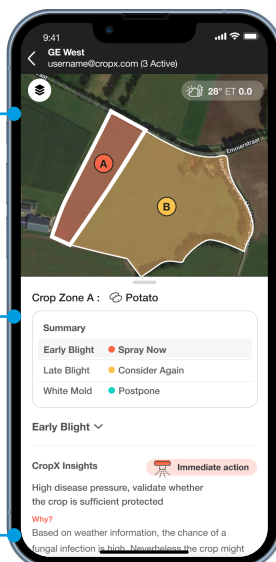 9:41
GE West
username@cropx.com (3 Active)
28° ET 0.0
Emmerstraat
A
B
Crop Zone A : Potato
Summary
Early Blight Spray Now
Late Blight Consider Again
White Mold Postpone
Early Blight
CropX Insights Immediate action
High disease pressure, validate whether
the crop is sufficient protected
Why?
Based on weather information, the chance of a
fungal infection is high. Nevertheless the crop might